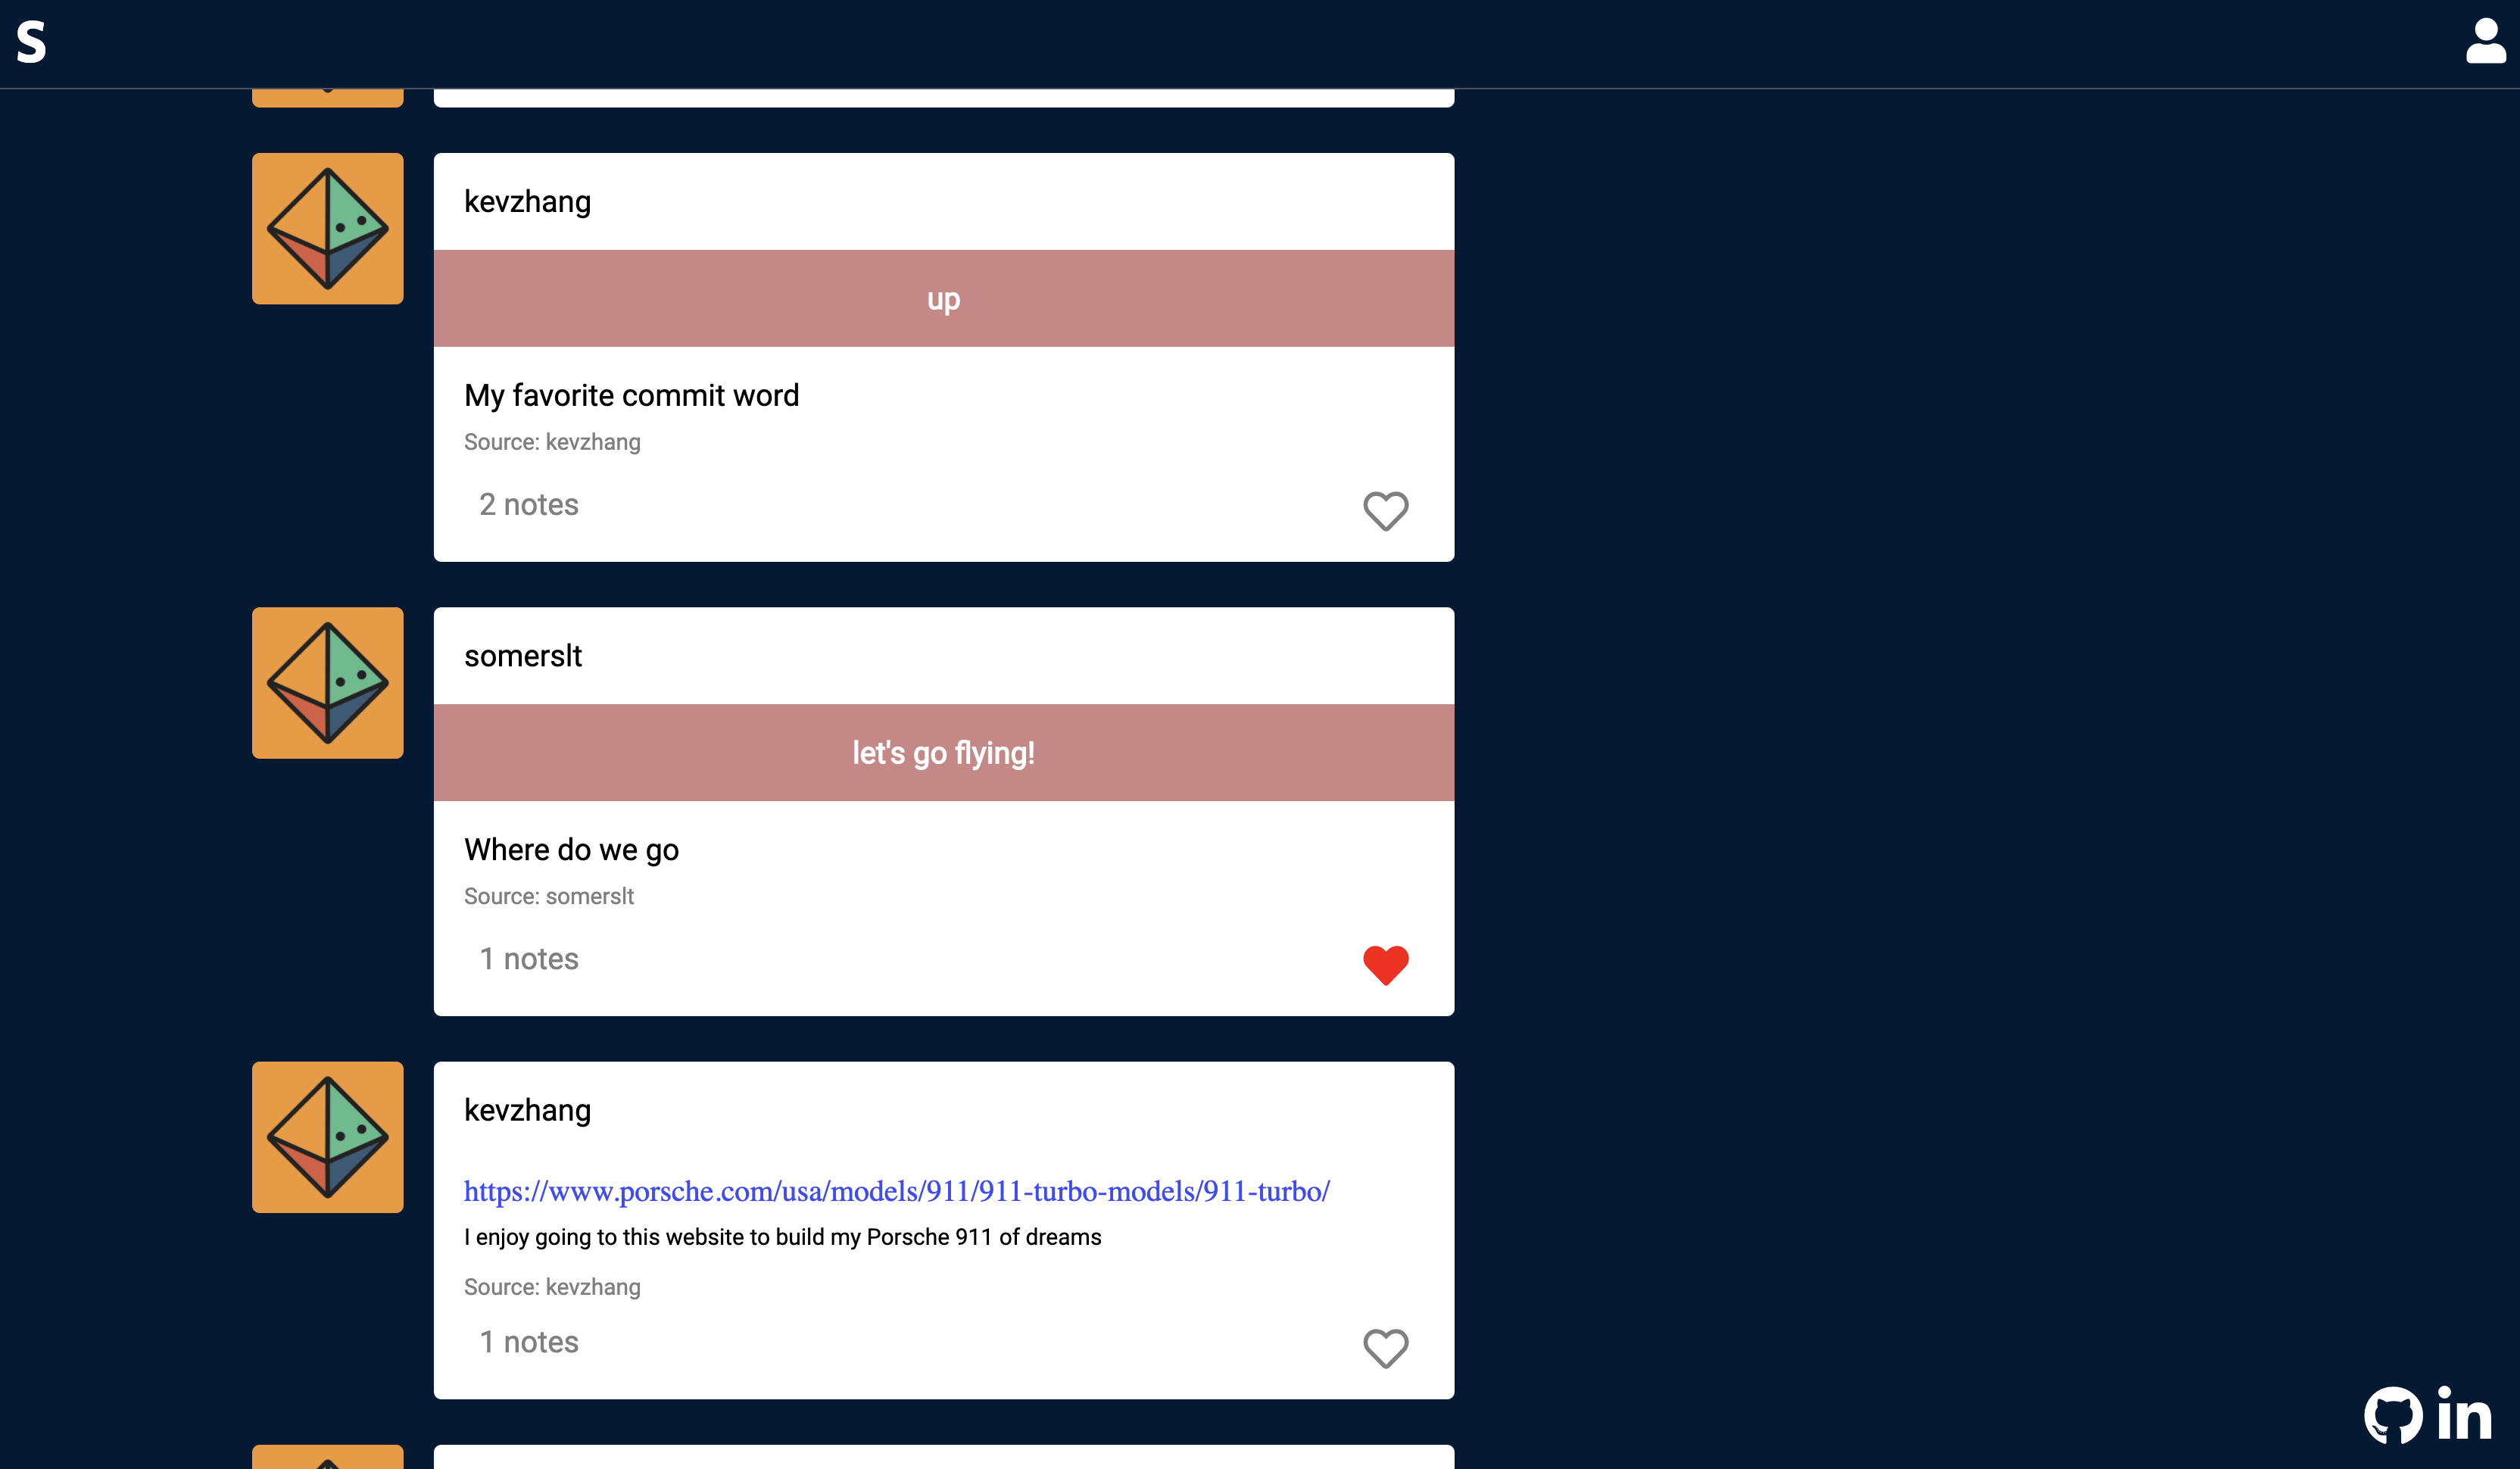 S
kevzhang
up
My favorite commit word
Source: kevzhang
2 notes
somerslt
let's go flying!
Where do we go
Source: somerslt
1 notes
kevzhang
https://www.porsche.com/usa/models/911/911-turbo-models/911-turbo/
I enjoy going to this website to build my Porsche 911 of dreams
Source: kevzhang
1 notes
in